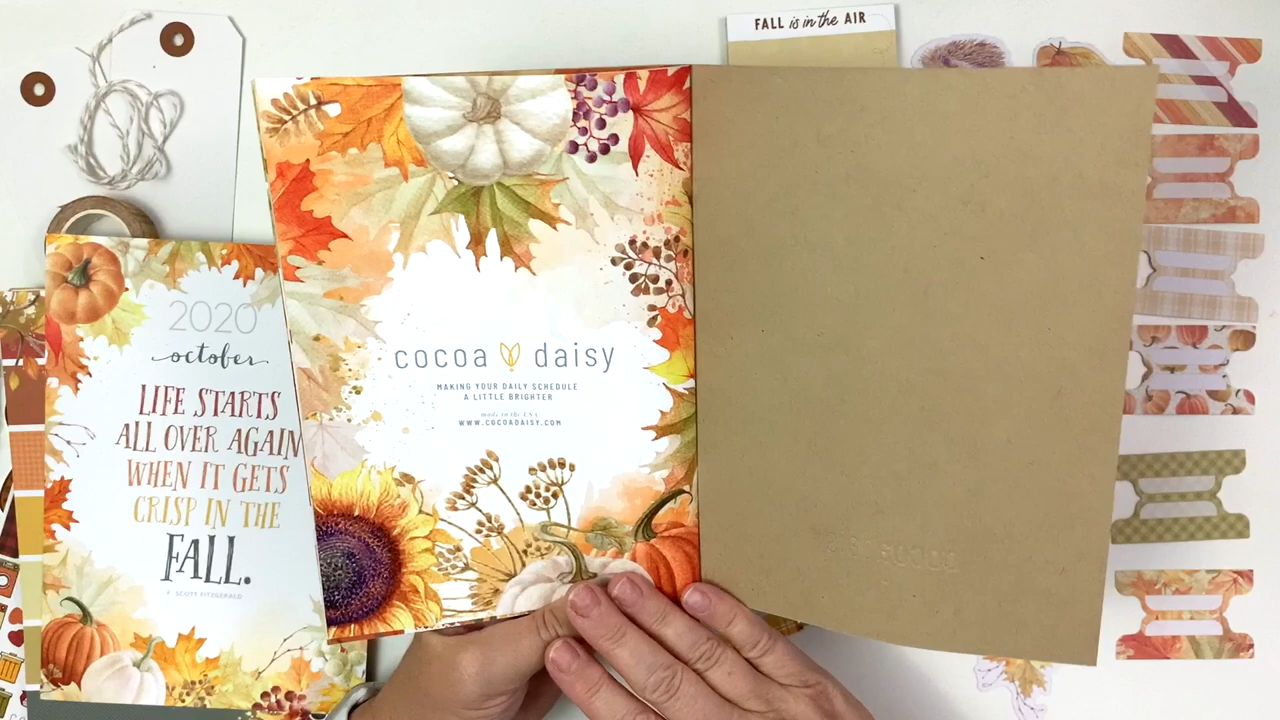 FALL is in the AIR
cocoa daisy
MAKING YOUR DAILY SCHEDULE
A LITTLE BRIGHTER
made in the USA
WWW.COCOADAISY.COM
2020
october
LIFE STARTS
ALL OVER AGAIN
WHEN IT GETS
CRISP IN THE
FALL.
F. SCOTT FITZGERALD